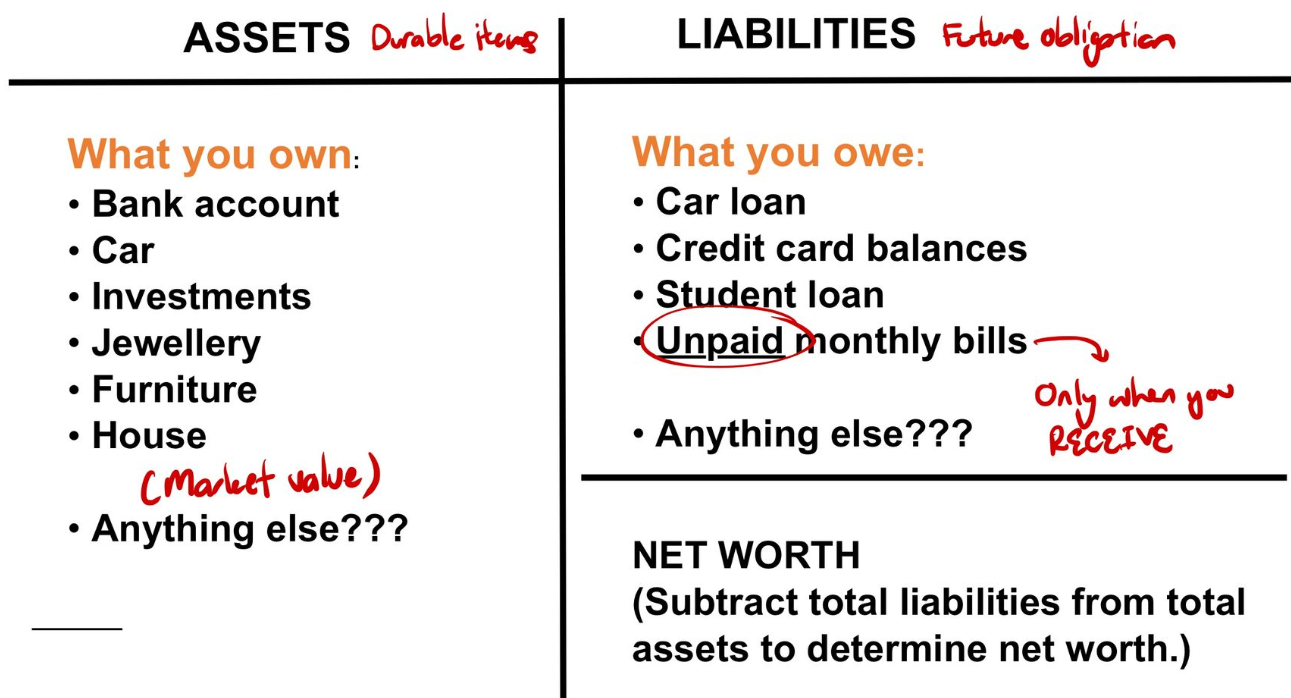 ASSETS Durable items
What you own:
• Bank account
• Car
• Investments
• Jewellery
• Furniture
• House
(Market value)
• Anything else???
LIABILITIES Future obligation
What you owe:
• Car loan
• Credit card balances
• Student loan
• Unpaid monthly bills
Only when you
RECEIVE
• Anything else???
NET WORTH
(Subtract total liabilities from total
assets to determine net worth.)